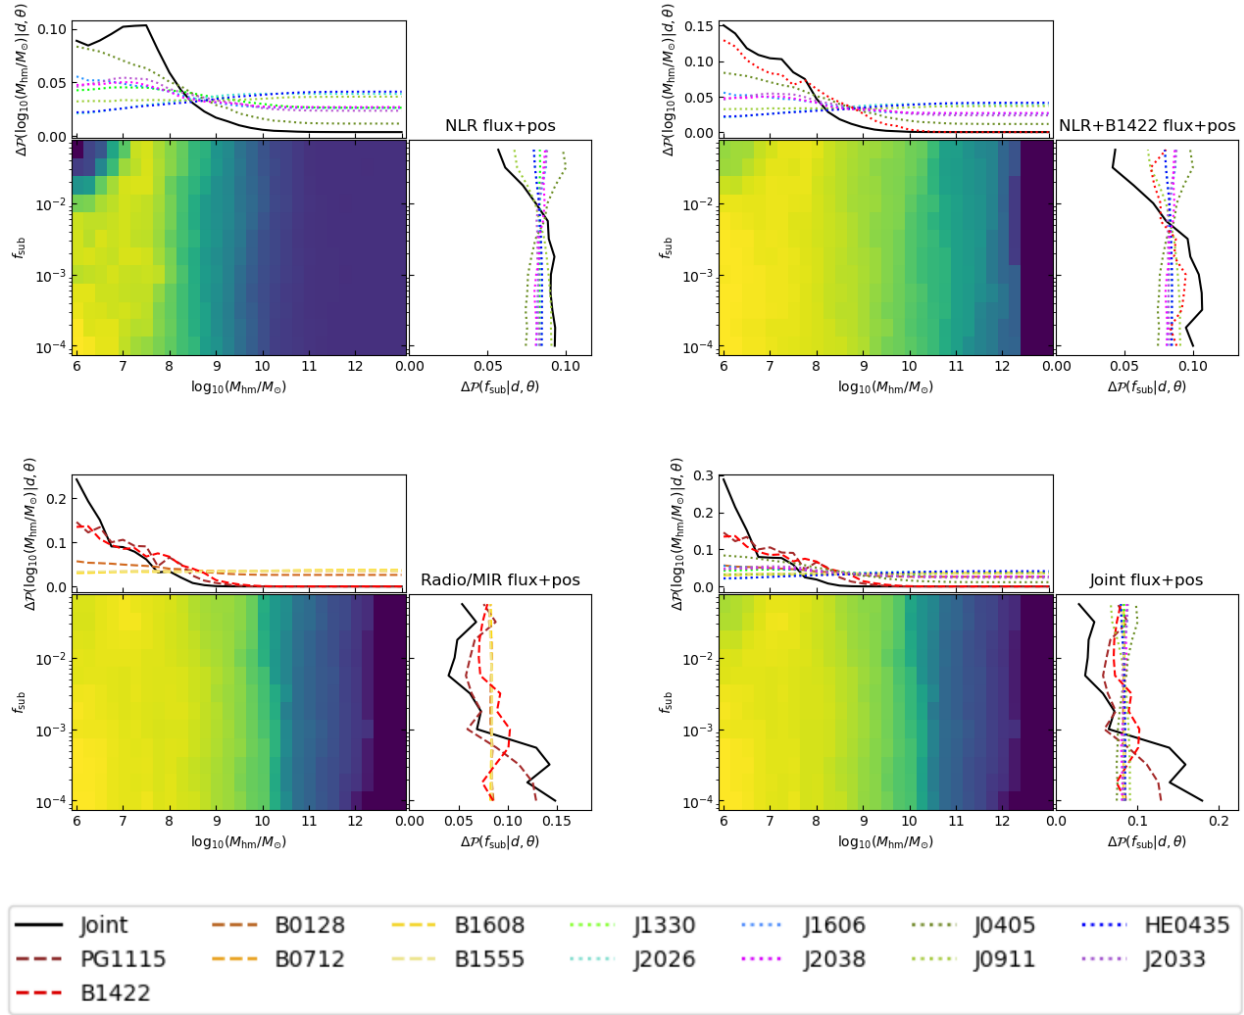 ΔP(log10(Mhm/M⊙)|d, θ)
0.10
0.05
0.00
NLR flux+pos
fsub
10−2
10−3
10−4
6 7 8 9 10 11 12 0.0 0.05 0.10
log10(Mhm/M⊙)
ΔP(fsub|d, θ)
ΔP(log10(Mhm/M⊙)|d, θ)
0.15
0.10
0.05
0.00
NLR+B1422 flux+pos
fsub
10−2
10−3
10−4
6 7 8 9 10 11 12 0.0 0.05 0.10
log10(Mhm/M⊙)
ΔP(fsub|d, θ)
ΔP(log10(Mhm/M⊙)|d, θ)
0.2
0.1
0.0
Radio/MIR flux+pos
fsub
10−2
10−3
10−4
6 7 8 9 10 11 12 0.00 0.05 0.10 0.15
log10(Mhm/M⊙)
ΔP(fsub|d, θ)
ΔP(log10(Mhm/M⊙)|d, θ)
0.3
0.2
0.1
0.0
Joint flux+pos
fsub
10−2
10−3
10−4
6 7 8 9 10 11 12 0.0 0.1 0.2
log10(Mhm/M⊙)
ΔP(fsub|d, θ)
Joint B0128 B1608 J1330 J1606 J0405 HE0435
PG1115 B0712 B1555 J2026 J2038 J0911 J2033
B1422